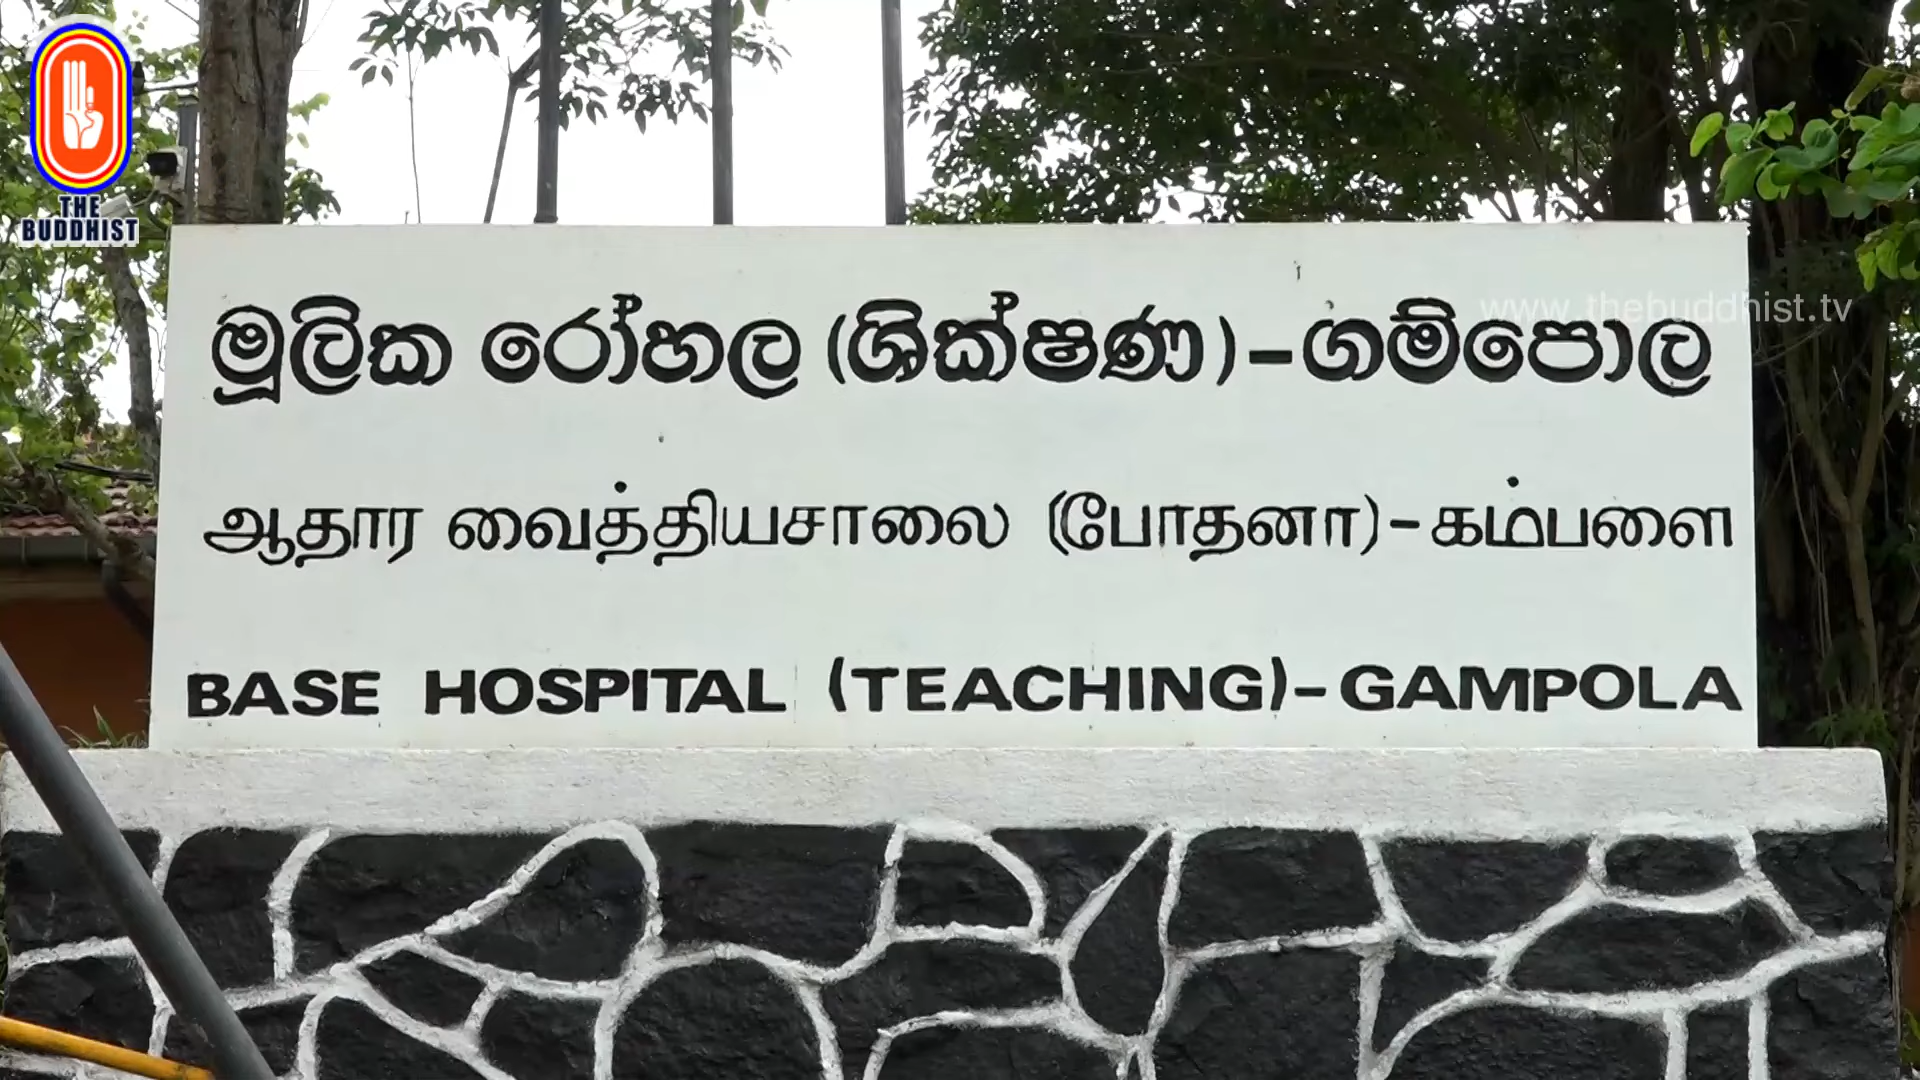 THE
BUDDHIST
www.thebuddhist.tv
මූලික රෝහල (ශික්ෂණ) – ගම්පොල
ஆதார வைத்தியசாலை (போதனா) – கம்பளை
BASE HOSPITAL (TEACHING) – GAMPOLA